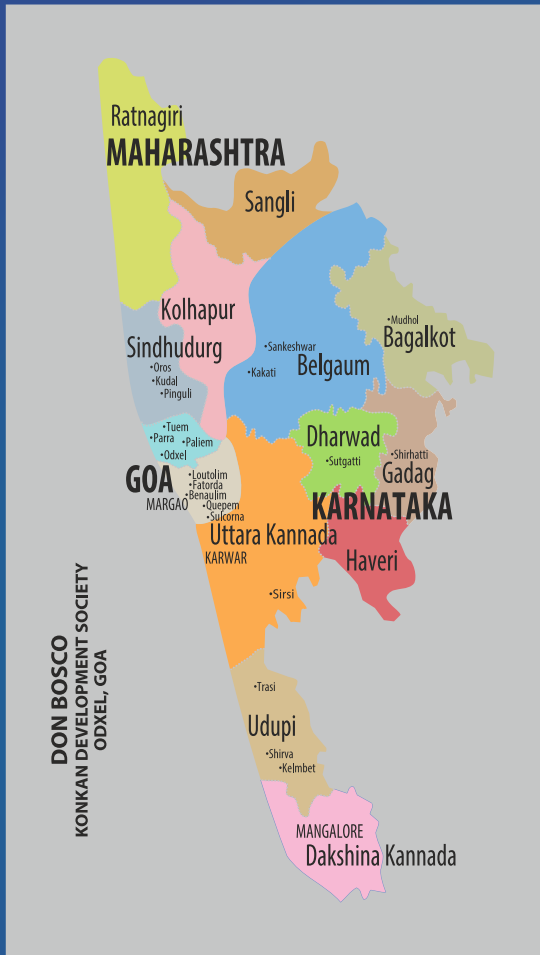 Ratnagiri
MAHARASHTRA
Sangli
Kolhapur
Sindhudurg
•Oros
•Kudal
•Pinguli
•Sankeshwar
•Kakati
Belgaum
•Mudhol
Bagalkot
•Tuem
•Parra
•Paliem
•Odxel
GOA
MARGAO
•Loutolim
•Fatorda
•Benaulim
•Quepem
•Sulcorna
Dharwad
•Sutgatti
•Shirhatti
Gadag
KARNATAKA
Uttara Kannada
KARWAR
Haveri
•Sirsi
DON BOSCO
KONKAN DEVELOPMENT SOCIETY
ODXEL, GOA
•Trasi
Udupi
•Shirva
•Kelmbet
MANGALORE
Dakshina Kannada